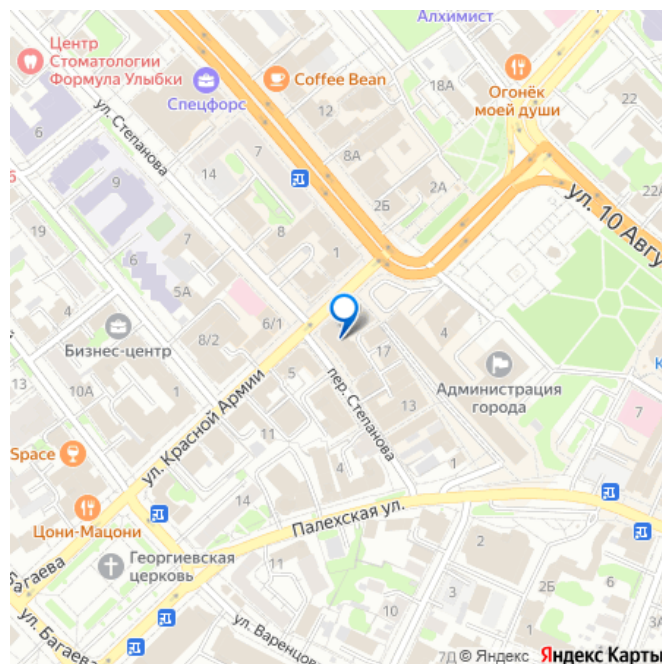 Алхимист
Центр
Стоматологии
Формула Улыбки
Спецфорс
Coffee Bean
18А
Огонёк
моей души
22
6
ул. Степанова
12
7
8А
9
14
2А
22А
2Б
ул. 10 Авгу
19
6
7
8
1
5А
4
6/1
4
Бизнес-центр
8/2
17
Администрация
города
К
13
10А
1
5
пер. Степанова
13
7
ул. Красной Армии
11
Space
4
1
14
Цони-Мацони
Палехская ул.
2
Георгиевская
церковь
Багаева
6
2Б
1
10
3А
ул. Багаева
ул. Варенцово
7Д
© Яндекс Яндекс Карты